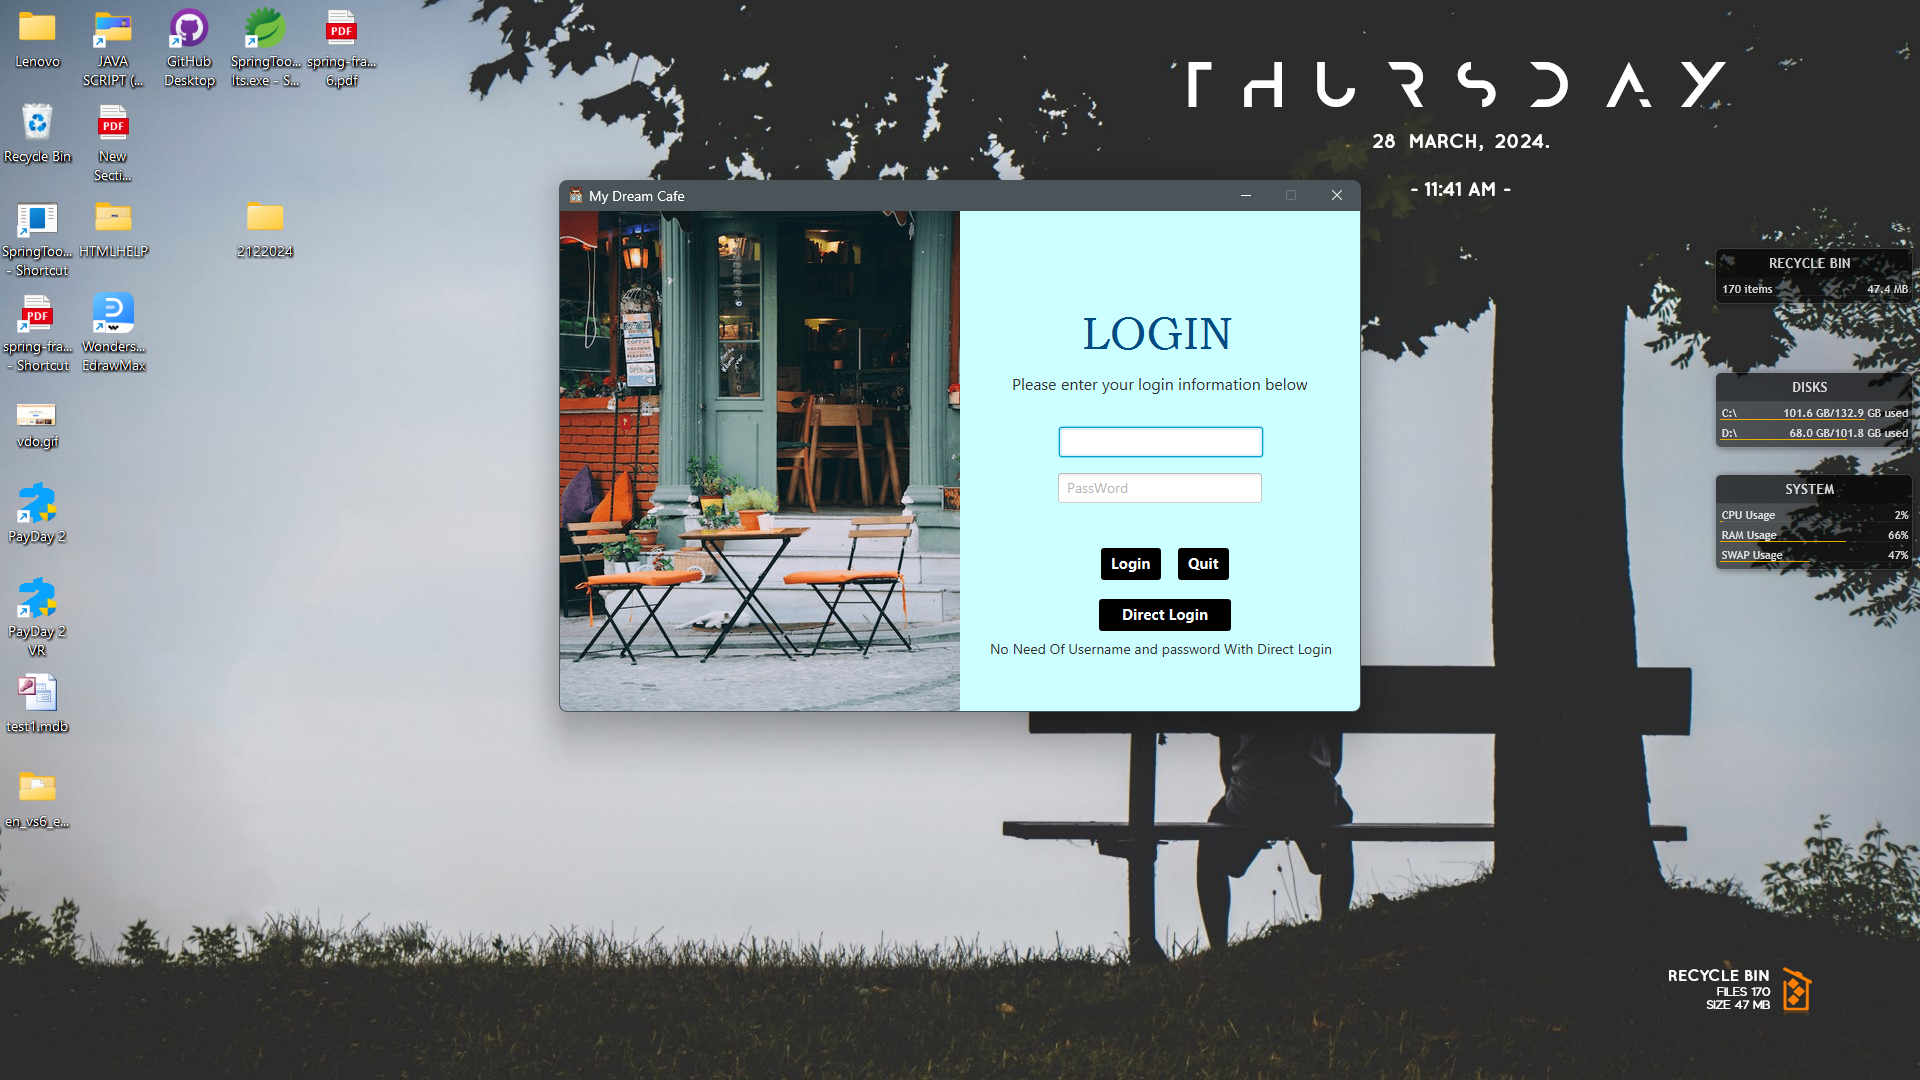 Lenovo
JAVA SCRIPT (...
GitHub Desktop
SpringToo... lts.exe - S...
spring-fra... 6.pdf
Recycle Bin
PDF
New Secti...
SpringToo... - Shortcut
HTMLHELP
2122024
PDF
spring-fra... - Shortcut
Wonders... EdrawMax
vdo.gif
PayDay 2
PayDay 2 VR
test1.mdb
en_vs6_e...
My Dream Cafe
COFFEE
OPEN
LOGIN
Please enter your login information below
PassWord
Login
Quit
Direct Login
No Need Of Username and password With Direct Login
THURSDAY
28 MARCH, 2024.
- 11:41 AM -
RECYCLE BIN
170 items 47.4 MB
DISKS
C:\ 101.6 GB/132.9 GB used
D:\ 68.0 GB/101.8 GB used
SYSTEM
CPU Usage 2%
RAM Usage 66%
SWAP Usage 47%
RECYCLE BIN
FILES 170
SIZE 47 MB